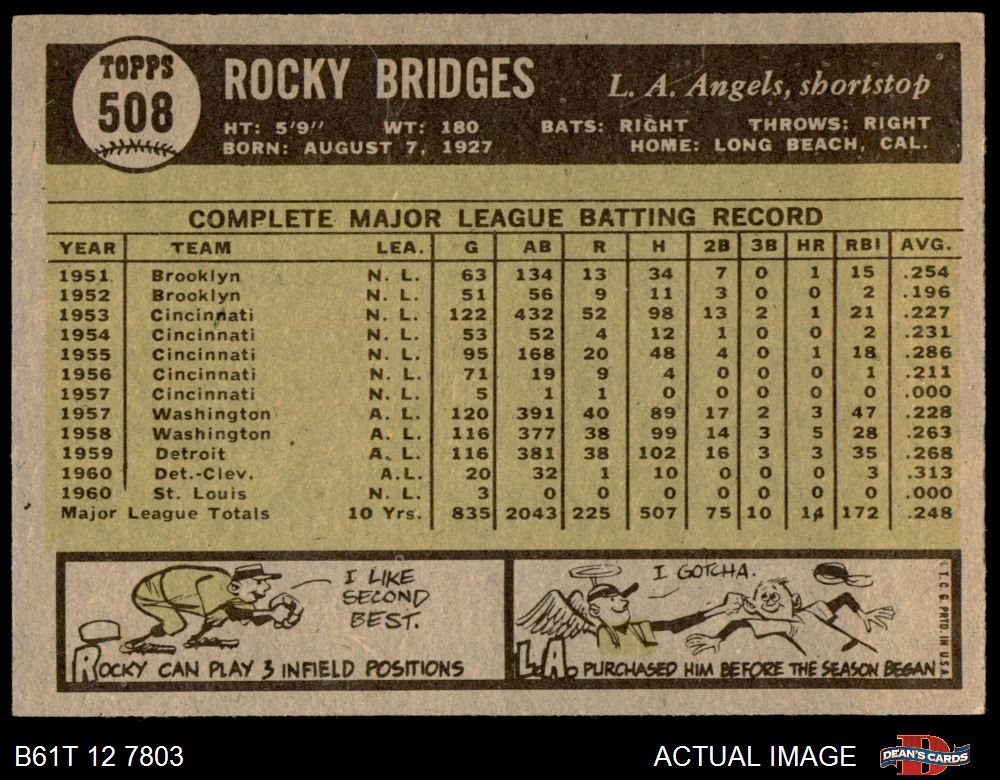 TOPPS
508
ROCKY BRIDGES
L. A. Angels, shortstop
HT: 5'9" WT: 180 BATS: RIGHT THROWS: RIGHT
BORN: AUGUST 7, 1927 HOME: LONG BEACH, CAL.
COMPLETE MAJOR LEAGUE BATTING RECORD
YEAR TEAM LEA. G AB R H 2B 3B HR RBI AVG.
1951 Brooklyn N. L. 63 134 13 34 7 0 1 15 .254
1952 Brooklyn N. L. 51 56 9 11 3 0 0 2 .196
1953 Cincinnati N. L. 122 432 52 98 13 2 1 21 .227
1954 Cincinnati N. L. 53 52 4 12 1 0 0 2 .231
1955 Cincinnati N. L. 95 168 20 48 4 0 1 18 .286
1956 Cincinnati N. L. 71 19 9 4 0 0 0 1 .211
1957 Cincinnati N. L. 5 1 1 0 0 0 0 0 .000
1957 Washington A. L. 120 391 40 89 17 2 3 47 .228
1958 Washington A. L. 116 377 38 99 14 3 5 28 .263
1959 Detroit A. L. 116 381 38 102 16 3 3 35 .268
1960 Det.-Clev. A.L. 20 32 1 10 0 0 0 3 .313
1960 St. Louis N. L. 3 0 0 0 0 0 0 0 .000
Major League Totals 10 Yrs. 835 2043 225 507 75 10 14 172 .248
I LIKE
SECOND
BEST.
ROCKY CAN PLAY 3 INFIELD POSITIONS
I GOTCHA.
L.A. PURCHASED HIM BEFORE THE SEASON BEGAN
© T. C. G. PRTD. IN U.S.A.
B61T 12 7803
ACTUAL IMAGE
DEAN'S CARDS